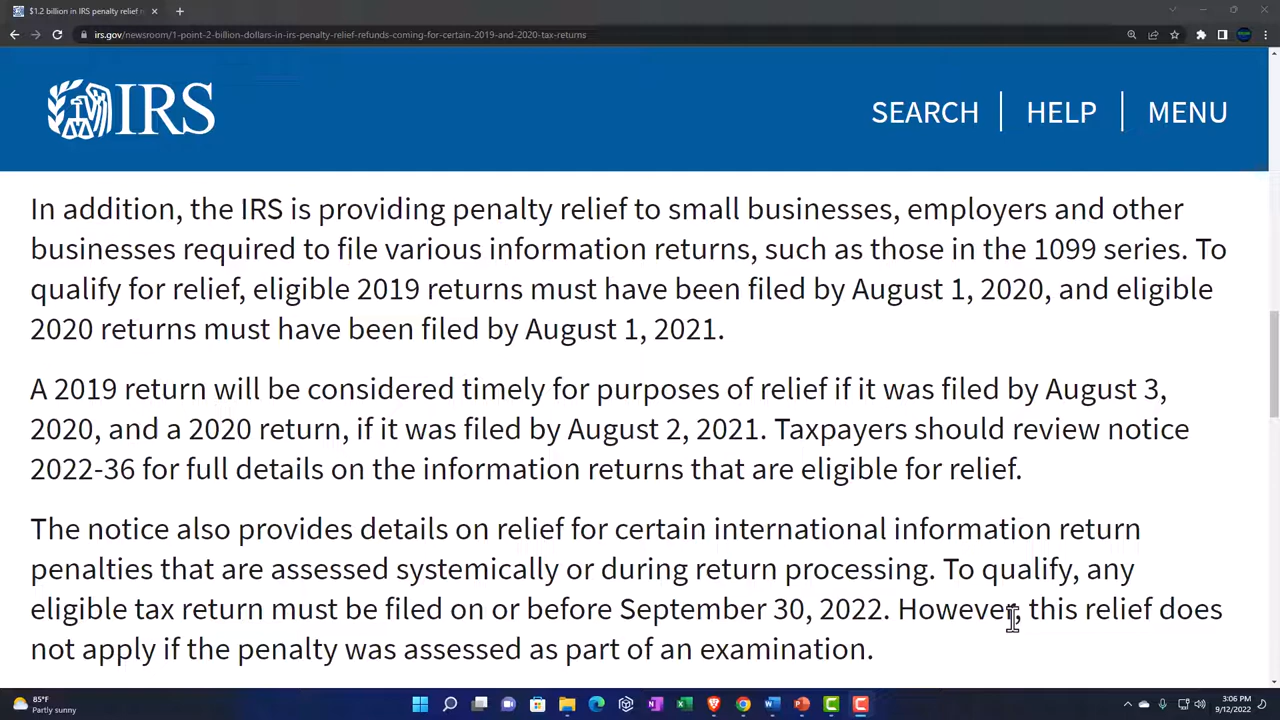 $1.2 billion in IRS penalty relief r
irs.gov/newsroom/1-point-2-billion-dollars-in-irs-penalty-relief-refunds-coming-for-certain-2019-and-2020-tax-returns
IRS
SEARCH | HELP | MENU
In addition, the IRS is providing penalty relief to small businesses, employers and other
businesses required to file various information returns, such as those in the 1099 series. To
qualify for relief, eligible 2019 returns must have been filed by August 1, 2020, and eligible
2020 returns must have been filed by August 1, 2021.
A 2019 return will be considered timely for purposes of relief if it was filed by August 3,
2020, and a 2020 return, if it was filed by August 2, 2021. Taxpayers should review notice
2022-36 for full details on the information returns that are eligible for relief.
The notice also provides details on relief for certain international information return
penalties that are assessed systemically or during return processing. To qualify, any
eligible tax return must be filed on or before September 30, 2022. However, this relief does
not apply if the penalty was assessed as part of an examination.
85°F
Partly sunny
3:06 PM
9/12/2022